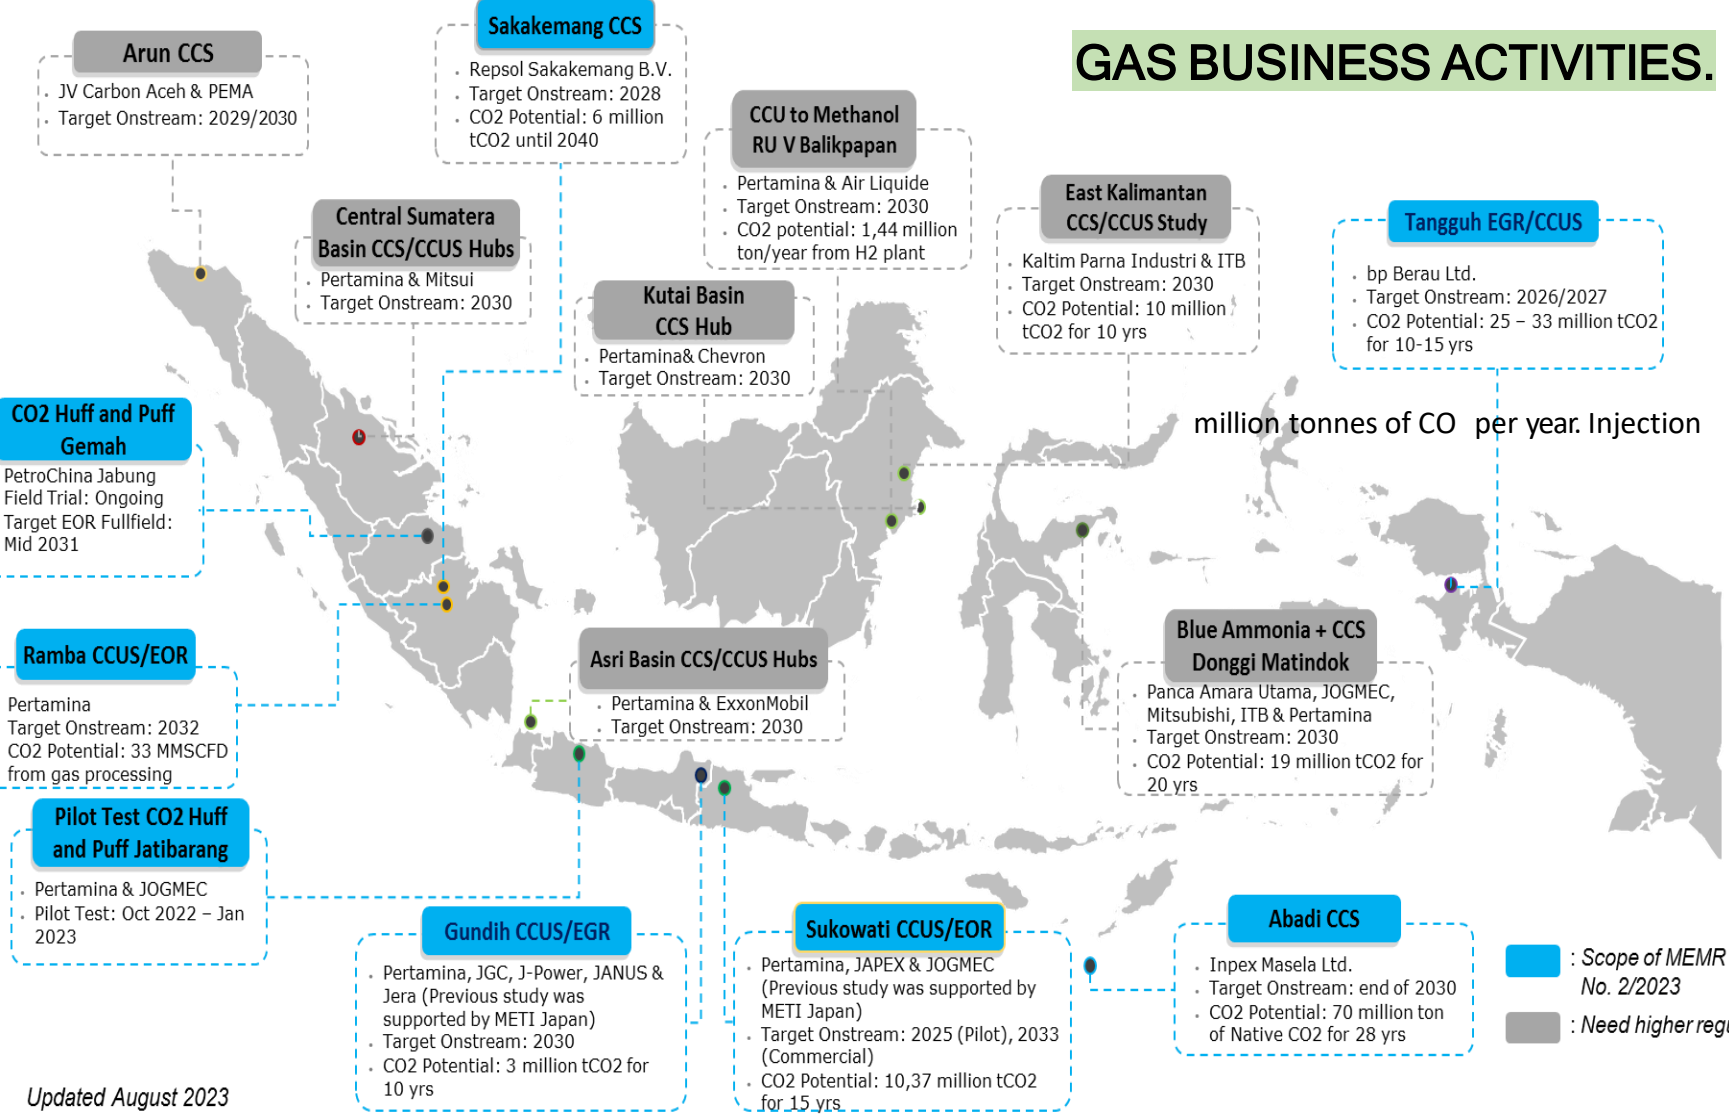 GAS BUSINESS ACTIVITIES.
Arun CCS
JV Carbon Aceh & PEMA
Target Onstream: 2029/2030
Sakakemang CCS
Repsol Sakakemang B.V.
Target Onstream: 2028
CO2 Potential: 6 million
tCO2 until 2040
Central Sumatera
Basin CCS/CCUS Hubs
Pertamina & Mitsui
Target Onstream: 2030
CCU to Methanol
RU V Balikpapan
Pertamina & Air Liquide
Target Onstream: 2030
CO2 potential: 1,44 million
ton/year from H2 plant
Kutai Basin
CCS Hub
Pertamina& Chevron
Target Onstream: 2030
East Kalimantan
CCS/CCUS Study
Kaltim Parna Industri & ITB
Target Onstream: 2030
CO2 Potential: 10 million
tCO2 for 10 yrs
Tangguh EGR/CCUS
bp Berau Ltd.
Target Onstream: 2026/2027
CO2 Potential: 25 – 33 million tCO2
for 10-15 yrs
million tonnes of CO per year. Injection
CO2 Huff and Puff
Gemah
PetroChina Jabung
Field Trial: Ongoing
Target EOR Fullfield:
Mid 2031
Ramba CCUS/EOR
Pertamina
Target Onstream: 2032
CO2 Potential: 33 MMSCFD
from gas processing
Asri Basin CCS/CCUS Hubs
Pertamina & ExxonMobil
Target Onstream: 2030
Blue Ammonia + CCS
Donggi Matindok
Panca Amara Utama, JOGMEC,
Mitsubishi, ITB & Pertamina
Target Onstream: 2030
CO2 Potential: 19 million tCO2 for
20 yrs
Pilot Test CO2 Huff
and Puff Jatibarang
Pertamina & JOGMEC
Pilot Test: Oct 2022 – Jan
2023
Gundih CCUS/EGR
Pertamina, JGC, J-Power, JANUS &
Jera (Previous study was
supported by METI Japan)
Target Onstream: 2030
CO2 Potential: 3 million tCO2 for
10 yrs
Sukowati CCUS/EOR
Pertamina, JAPEX & JOGMEC
(Previous study was supported by
METI Japan)
Target Onstream: 2025 (Pilot), 2033
(Commercial)
CO2 Potential: 10,37 million tCO2
for 15 yrs
Abadi CCS
Inpex Masela Ltd.
Target Onstream: end of 2030
CO2 Potential: 70 million ton
of Native CO2 for 28 yrs
: Scope of MEMR
No. 2/2023
: Need higher regu
Updated August 2023